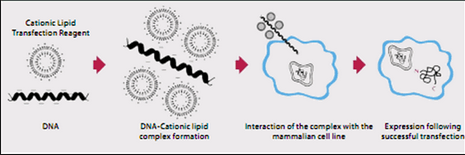 Cationic Lipid
Transfection Reagent
DNA
DNA-Cationic lipid
complex formation
Interaction of the complex with the
mammalian cell line
Expression following
successful transfection